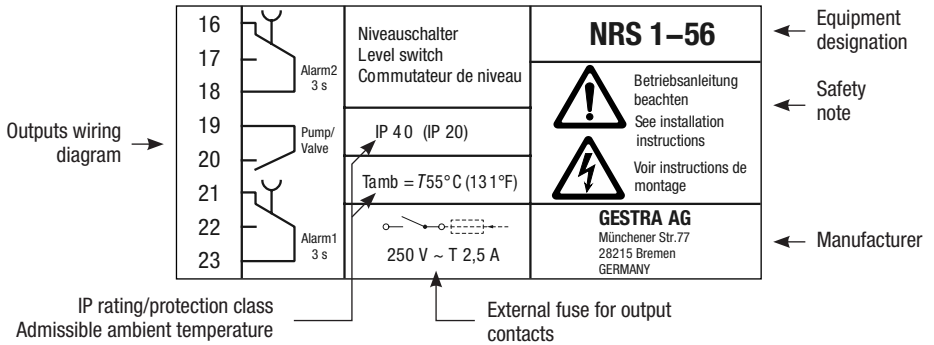 16
17
18
19
20
21
22
23
Alarm2
3 s
Pump/
Valve
Alarm1
3 s
Niveauschalter
Level switch
Commutateur de niveau
IP 40 (IP 20)
Tamb = T55°C (131°F)
250 V ~ T 2,5 A
NRS 1–56
Betriebsanleitung
beachten
See installation
instructions
Voir instructions de
montage
GESTRA AG
Münchener Str.77
28215 Bremen
GERMANY
Outputs wiring
diagram
Equipment
designation
Safety
note
Manufacturer
IP rating/protection class
Admissible ambient temperature
External fuse for output
contacts